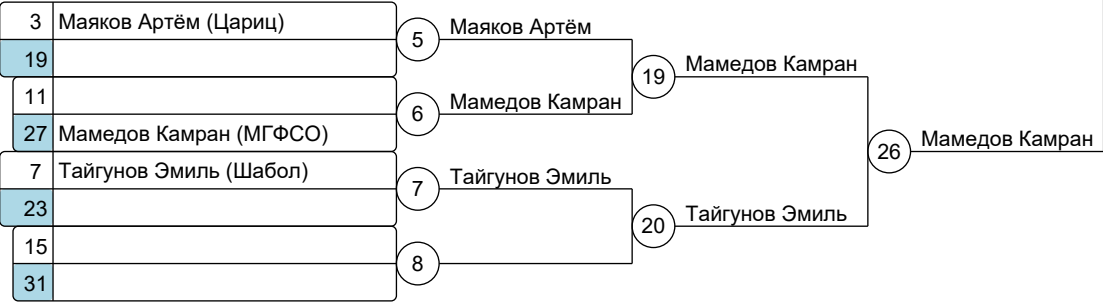 3 Маяков Артём (Цариц)
19
11
27 Мамедов Камран (МГФСО)
7 Тайгунов Эмиль (Шабол)
23
15
31
5 Маяков Артём
6 Мамедов Камран
7 Тайгунов Эмиль
8
19 Мамедов Камран
20 Тайгунов Эмиль
26 Мамедов Камран